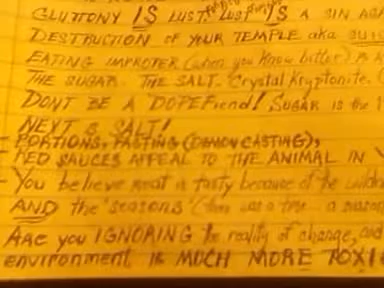 GLUTTONY IS LUST. Lust IS A SIN
DESTRUCTION OF YOUR TEMPLE aka
EATING IMPROPER (when you know better)
THE SUGAR. THE SALT. Crystal Kryptonite.
DONT BE A DOPEFiend! SUGAR is the
NEXT is SALT!
PORTIONS, FASTING (DEMON CASTING),
RED SAUCES APPEAL TO THE ANIMAL IN
You believe meat is tasty because of the
AND the "seasons" (
ARE you IGNORING the reality of change, and
environment is MUCH MORE TOXI